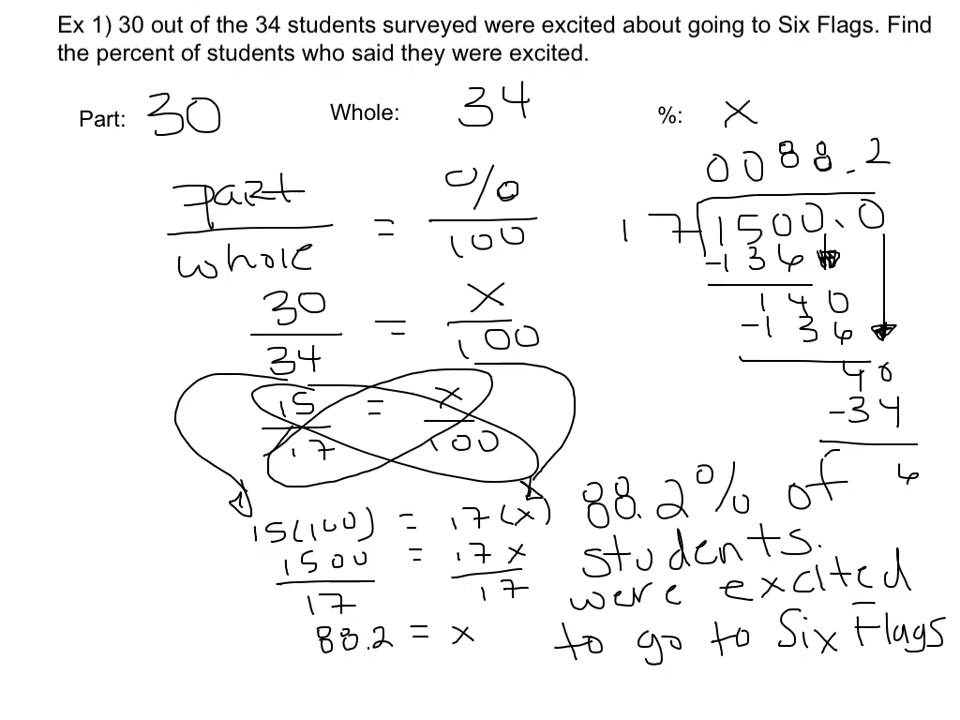 Ex 1) 30 out of the 34 students surveyed were excited about going to Six Flags. Find
the percent of students who said they were excited.
Part: 30 Whole: 34 %: x
part/whole = %/100
30/34 = x/100
15/17 = x/100
15(100) = 17(x)
1500/17 = 17x/17
88.2 = x
0088.2
17 1500.0
-136
140
-136
40
-34
6
88.2% of
students.
were excited
to go to Six Flags